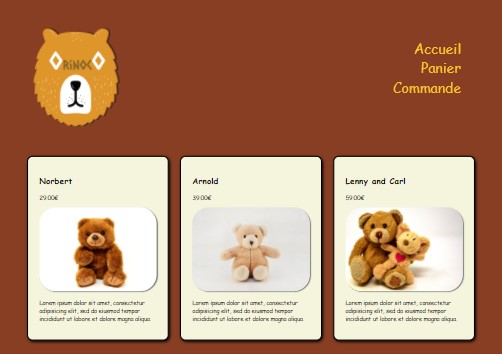 ORINOCO
Accueil
Panier
Commande
Norbert
29.00€
Lorem ipsum dolor sit amet, consectetur
adipisicing elit, sed do eiusmod tempor
incididunt ut labore et dolore magna aliqua.
Arnold
39.00€
Lorem ipsum dolor sit amet, consectetur
adipisicing elit, sed do eiusmod tempor
incididunt ut labore et dolore magna aliqua.
Lenny and Carl
59.00€
Lorem ipsum dolor sit amet, consectetur
adipisicing elit, sed do eiusmod tempor
incididunt ut labore et dolore magna aliqua.